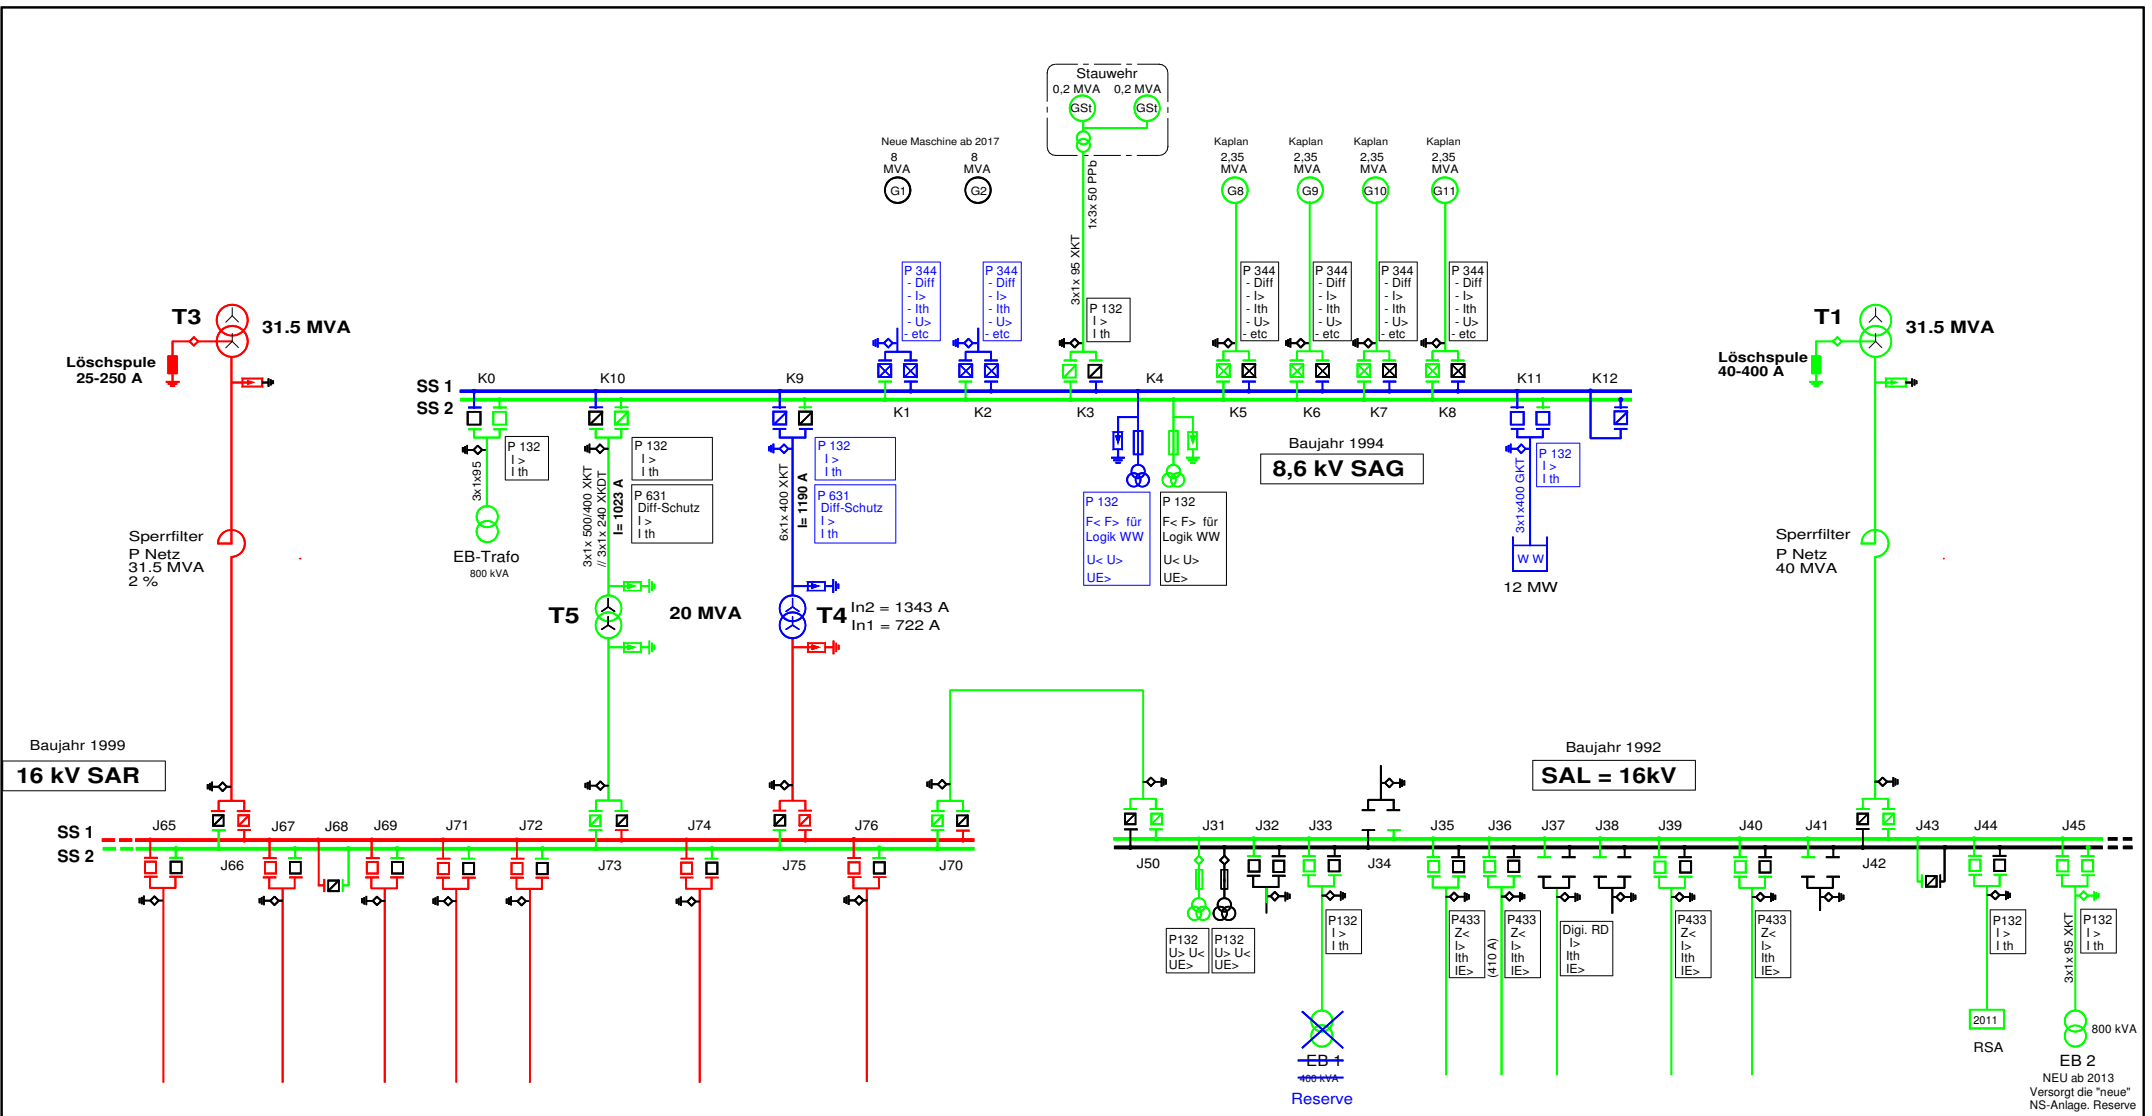 Stauwehr
0,2 MVA 0,2 MVA
GSt GSt
1x3x 50 PPb
3x1x 95 XKT
P 132
I >
I th
Neue Maschine ab 2017
8
MVA
G1
8
MVA
G2
Kaplan
2,35
MVA
G8
Kaplan
2,35
MVA
G9
Kaplan
2,35
MVA
G10
Kaplan
2,35
MVA
G11
P 344
- Diff
- I>
- Ith
- U>
- etc
P 344
- Diff
- I>
- Ith
- U>
- etc
P 344
- Diff
- I>
- Ith
- U>
- etc
P 344
- Diff
- I>
- Ith
- U>
- etc
P 344
- Diff
- I>
- Ith
- U>
- etc
P 344
- Diff
- I>
- Ith
- U>
- etc
T3
31.5 MVA
Löschspule
25-250 A
Sperrfilter
P Netz
31.5 MVA
2 %
T1
31.5 MVA
Löschspule
40-400 A
Sperrfilter
P Netz
40 MVA
SS 1
SS 2
K0 K10 K9 K4 K11 K12
K1 K2 K3 K5 K6 K7 K8
Baujahr 1994
8,6 kV SAG
3x1x95
P 132
I >
I th
EB-Trafo
800 kVA
3x1x 500/400 XKT
// 3x1x 240 XKDT
I= 1023 A
P 132
I >
I th
P 631
Diff-Schutz
I >
I th
6x1x 400 XKT
I= 1190 A
P 132
I >
I th
P 631
Diff-Schutz
I >
I th
T5
20 MVA
T4
In2 = 1343 A
In1 = 722 A
P 132
F< F> für
Logik WW
U< U>
UE>
P 132
F< F> für
Logik WW
U< U>
UE>
3x1x400 GKT
P 132
I >
I th
W W
12 MW
Baujahr 1999
16 kV SAR
SS 1
SS 2
J65 J67 J68 J69 J71 J72 J74 J76
J66 J73 J75 J70
Baujahr 1992
SAL = 16kV
J31 J32 J33 J35 J36 J37 J38 J39 J40 J41 J43 J44 J45
J50 J34 J42
P132
U> U<
UE>
P132
U> U<
UE>
P132
I >
I th
EB 1
400 kVA
Reserve
P433
Z<
I>
Ith
IE>
(410 A)
P433
Z<
I>
Ith
IE>
Digi. RD
I>
Ith
IE>
P433
Z<
I>
Ith
IE>
P433
Z<
I>
Ith
IE>
P132
I >
I th
2011
RSA
3x1x 95 XKT
P132
I >
I th
800 kVA
EB 2
NEU ab 2013
Versorgt die "neue"
NS-Anlage. Reserve